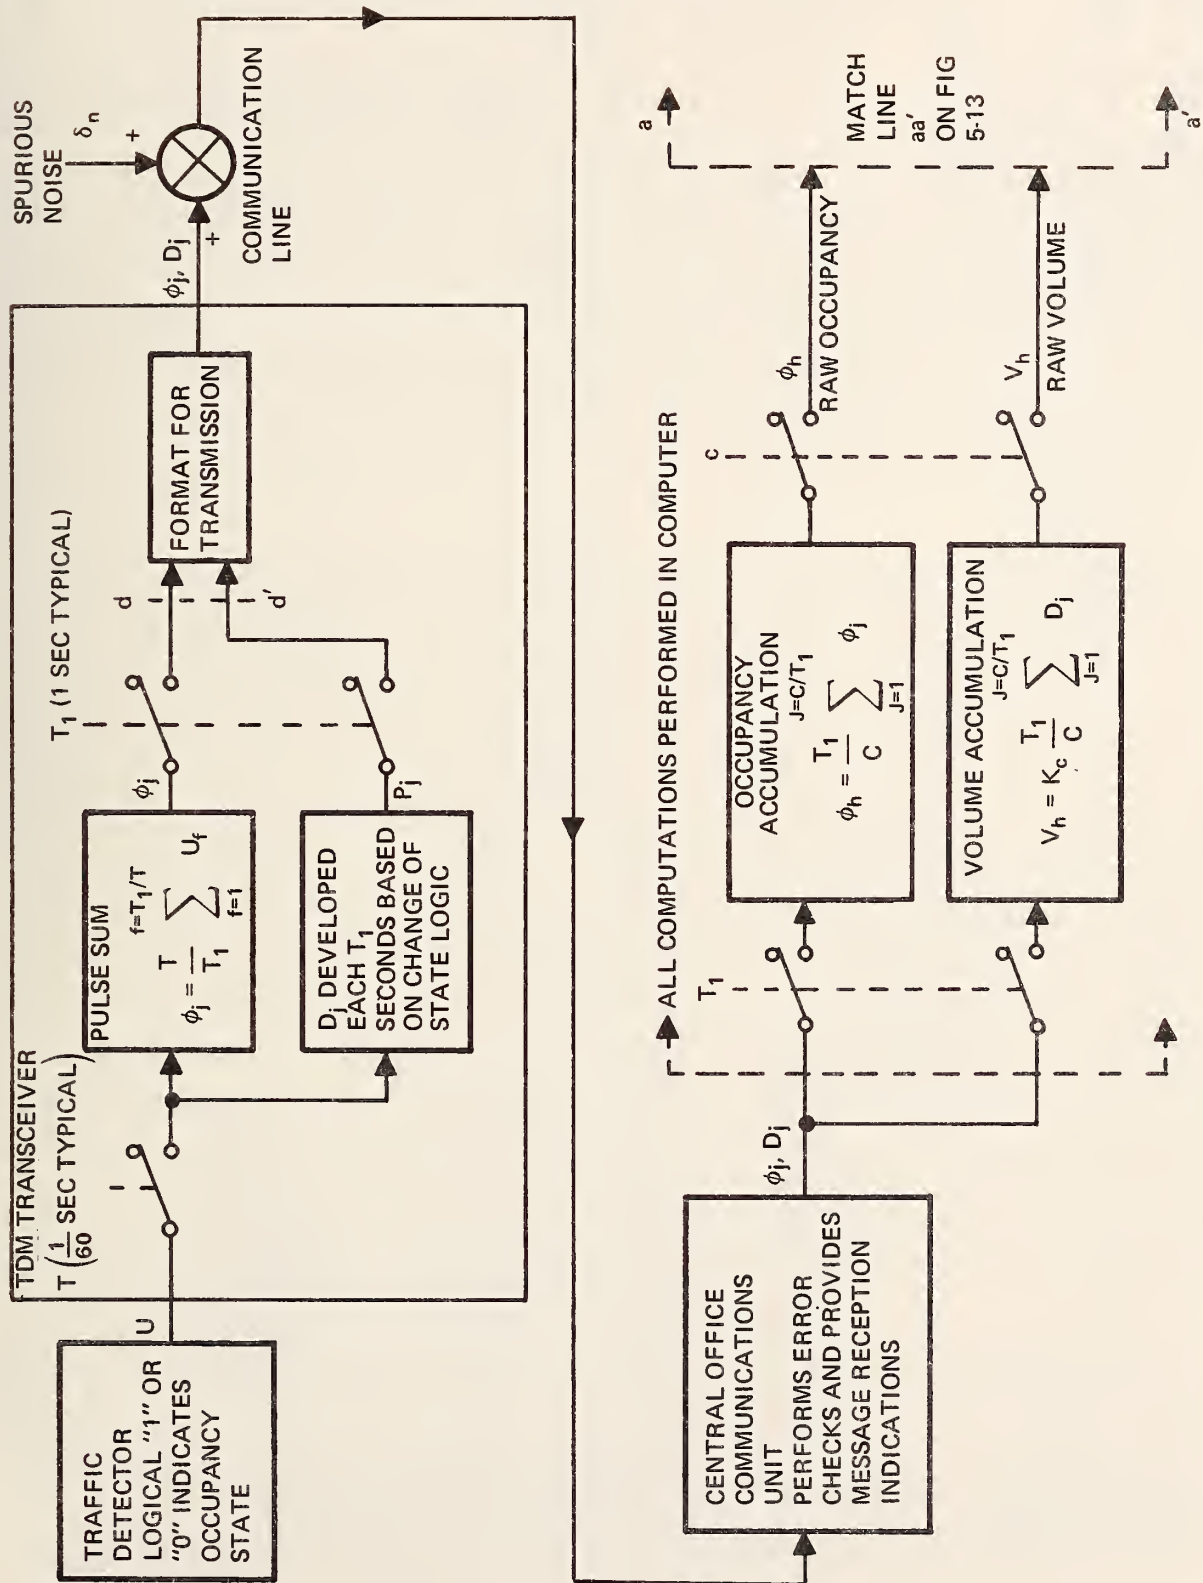 TRAFFIC
DETECTOR
LOGICAL "1" OR
"0" INDICATES
OCCUPANCY
STATE
U
TDM TRANSCEIVER
T (1/60 SEC TYPICAL)
PULSE SUM
ϕj = T/T1 ∑ Uf
f=T1/T
f=1
ϕj
Dj DEVELOPED
EACH T1
SECONDS BASED
ON CHANGE OF
STATE LOGIC
Pj
T1 (1 SEC TYPICAL)
d
d'
FORMAT FOR
TRANSMISSION
ϕj, Dj
+
SPURIOUS
NOISE
δn
+
COMMUNICATION
LINE
CENTRAL OFFICE
COMMUNICATIONS
UNIT
PERFORMS ERROR
CHECKS AND PROVIDES
MESSAGE RECEPTION
INDICATIONS
ϕj, Dj
ALL COMPUTATIONS PERFORMED IN COMPUTER
T1
OCCUPANCY
ACCUMULATION
J=C/T1
ϕh = T1/C ∑ ϕj
J=1
VOLUME ACCUMULATION
J=C/T1
Vh = Kc T1/C ∑ Dj
J=1
c
ϕh
RAW OCCUPANCY
Vh
RAW VOLUME
a
MATCH
LINE
aa'
ON FIG
5-13
a'